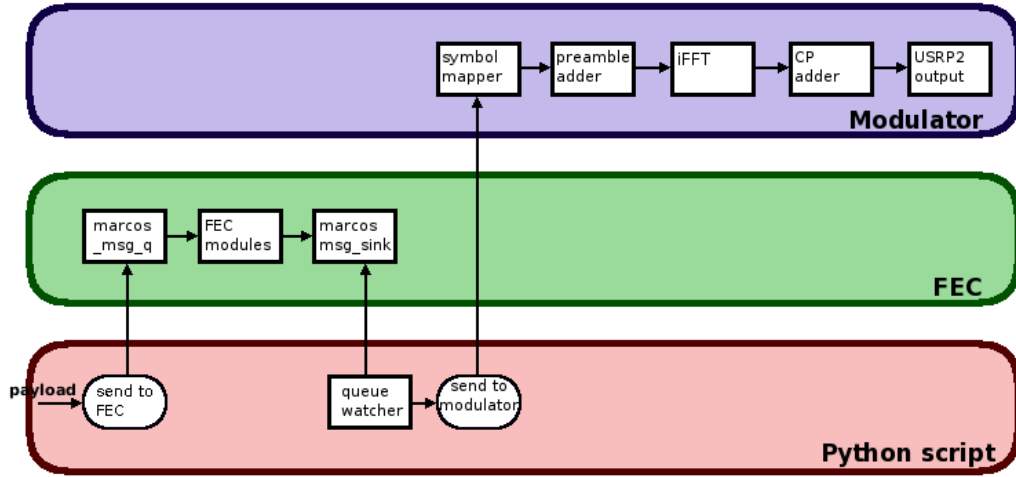 symbol
mapper
preamble
adder
iFFT
CP
adder
USRP2
output
Modulator
marcos
_msg_q
FEC
modules
marcos
msg_sink
FEC
payload
send to
FEC
queue
watcher
send to
modulator
Python script